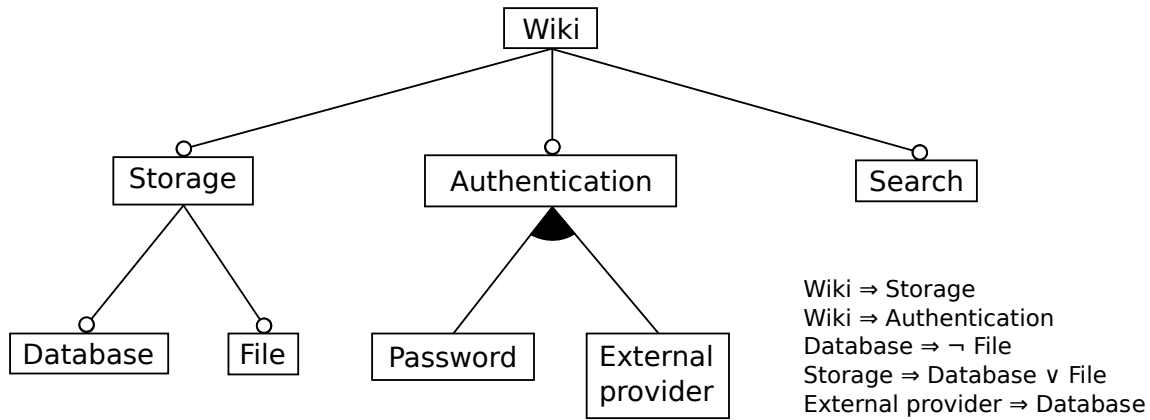 Wiki
Storage
Authentication
Search
Database
File
Password
External
provider
Wiki ⇒ Storage
Wiki ⇒ Authentication
Database ⇒ ¬ File
Storage ⇒ Database ∨ File
External provider ⇒ Database